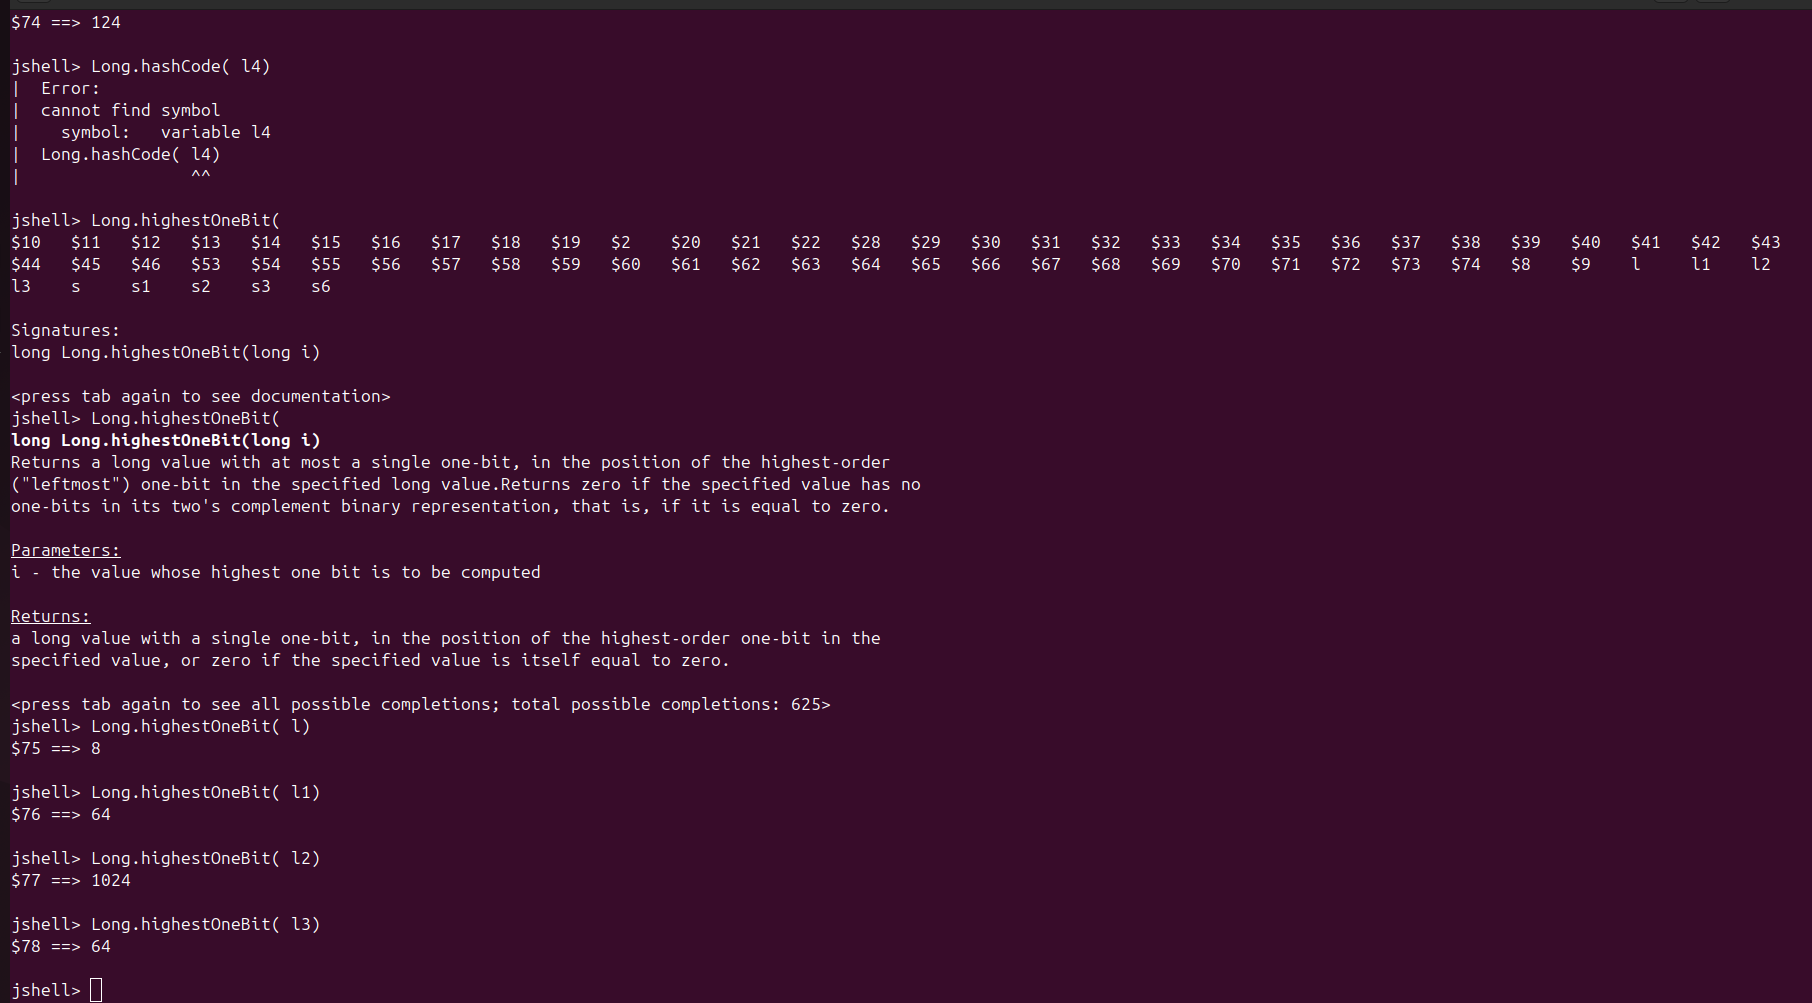 $74 ==> 124
jshell> Long.hashCode( l4)
|  Error:
|  cannot find symbol
|    symbol:   variable l4
|  Long.hashCode( l4)
|                 ^^
jshell> Long.highestOneBit(
$10   $11   $12   $13   $14   $15   $16   $17   $18   $19   $2    $20   $21   $22   $28   $29   $30   $31   $32   $33   $34   $35   $36   $37   $38   $39   $40   $41   $42   $43
$44   $45   $46   $53   $54   $55   $56   $57   $58   $59   $60   $61   $62   $63   $64   $65   $66   $67   $68   $69   $70   $71   $72   $73   $74   $8    $9    l     l1    l2
l3    s     s1    s2    s3    s6
Signatures:
long Long.highestOneBit(long i)
<press tab again to see documentation>
jshell> Long.highestOneBit(
long Long.highestOneBit(long i)
Returns a long value with at most a single one-bit, in the position of the highest-order
("leftmost") one-bit in the specified long value.Returns zero if the specified value has no
one-bits in its two's complement binary representation, that is, if it is equal to zero.
Parameters:
i - the value whose highest one bit is to be computed
Returns:
a long value with a single one-bit, in the position of the highest-order one-bit in the
specified value, or zero if the specified value is itself equal to zero.
<press tab again to see all possible completions; total possible completions: 625>
jshell> Long.highestOneBit( l)
$75 ==> 8
jshell> Long.highestOneBit( l1)
$76 ==> 64
jshell> Long.highestOneBit( l2)
$77 ==> 1024
jshell> Long.highestOneBit( l3)
$78 ==> 64
jshell>